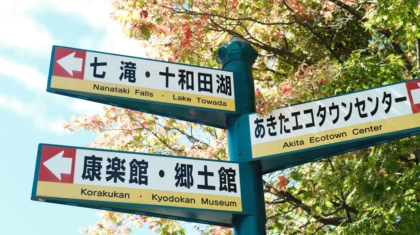 七滝・十和田湖
Nanataki Falls・Lake Towada
あきたエコタウンセンター
Akita Ecotown Center
康楽館・郷土館
Korakukan・Kyodokan Museum